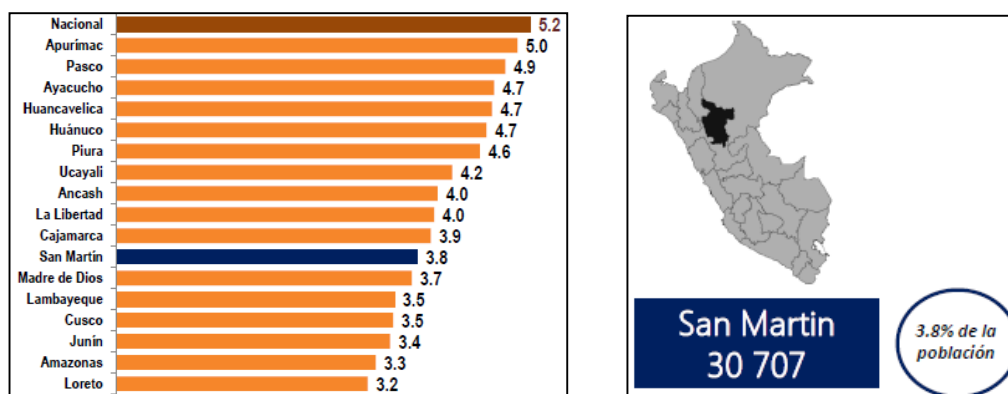 Nacional 5.2
Apurímac 5.0
Pasco 4.9
Ayacucho 4.7
Huancavelica 4.7
Huánuco 4.7
Piura 4.6
Ucayali 4.2
Ancash 4.0
La Libertad 4.0
Cajamarca 3.9
San Martín 3.8
Madre de Dios 3.7
Lambayeque 3.5
Cusco 3.5
Junín 3.4
Amazonas 3.3
Loreto 3.2
San Martin
30 707
3.8% de la
población